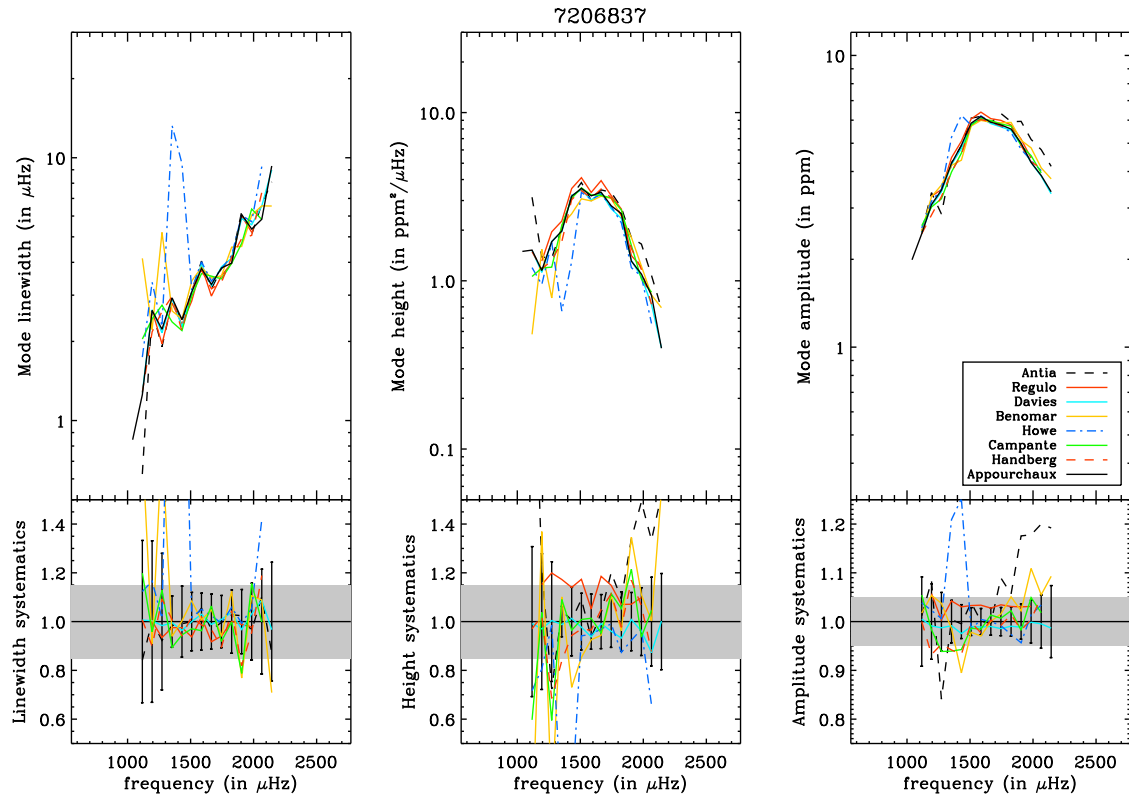 7206837
Mode linewidth (in μHz)
10
1
Mode height (in ppm²/μHz)
10.0
1.0
0.1
Mode amplitude (in ppm)
10
1
Antia
Regulo
Davies
Benomar
Howe
Campante
Handberg
Appourchaux
Linewidth systematics
1.4
1.2
1.0
0.8
0.6
1000 1500 2000 2500
frequency (in μHz)
Height systematics
1.4
1.2
1.0
0.8
0.6
1000 1500 2000 2500
frequency (in μHz)
Amplitude systematics
1.2
1.1
1.0
0.9
0.8
1000 1500 2000 2500
frequency (in μHz)